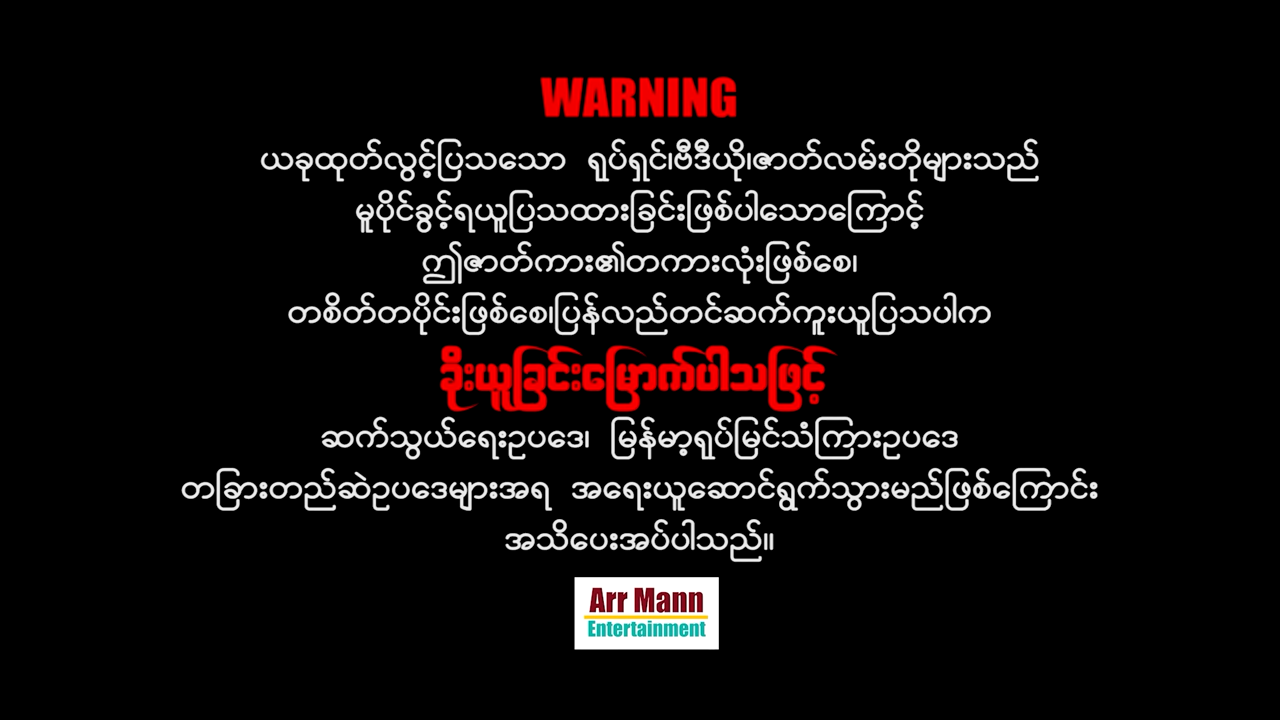 WARNING
ယခုထုတ်လွှင့်ပြသသော ရုပ်ရှင်၊ဗီဒီယို၊ဇာတ်လမ်းတိုများသည်
မူပိုင်ခွင့်ရယူပြသထားခြင်းဖြစ်ပါသောကြောင့်
ဤဇာတ်ကား၏တကားလုံးဖြစ်စေ၊
တစိတ်တပိုင်းဖြစ်စေ၊ပြန်လည်တင်ဆက်ကူးယူပြသပါက
ခိုးယူခြင်းမြောက်ပါသဖြင့်
ဆက်သွယ်ရေးဥပဒေ၊ မြန်မာ့ရုပ်မြင်သံကြားဥပဒေ
တခြားတည်ဆဲဥပဒေများအရ အရေးယူဆောင်ရွက်သွားမည်ဖြစ်ကြောင်း
အသိပေးအပ်ပါသည်။
Arr Mann
Entertainment